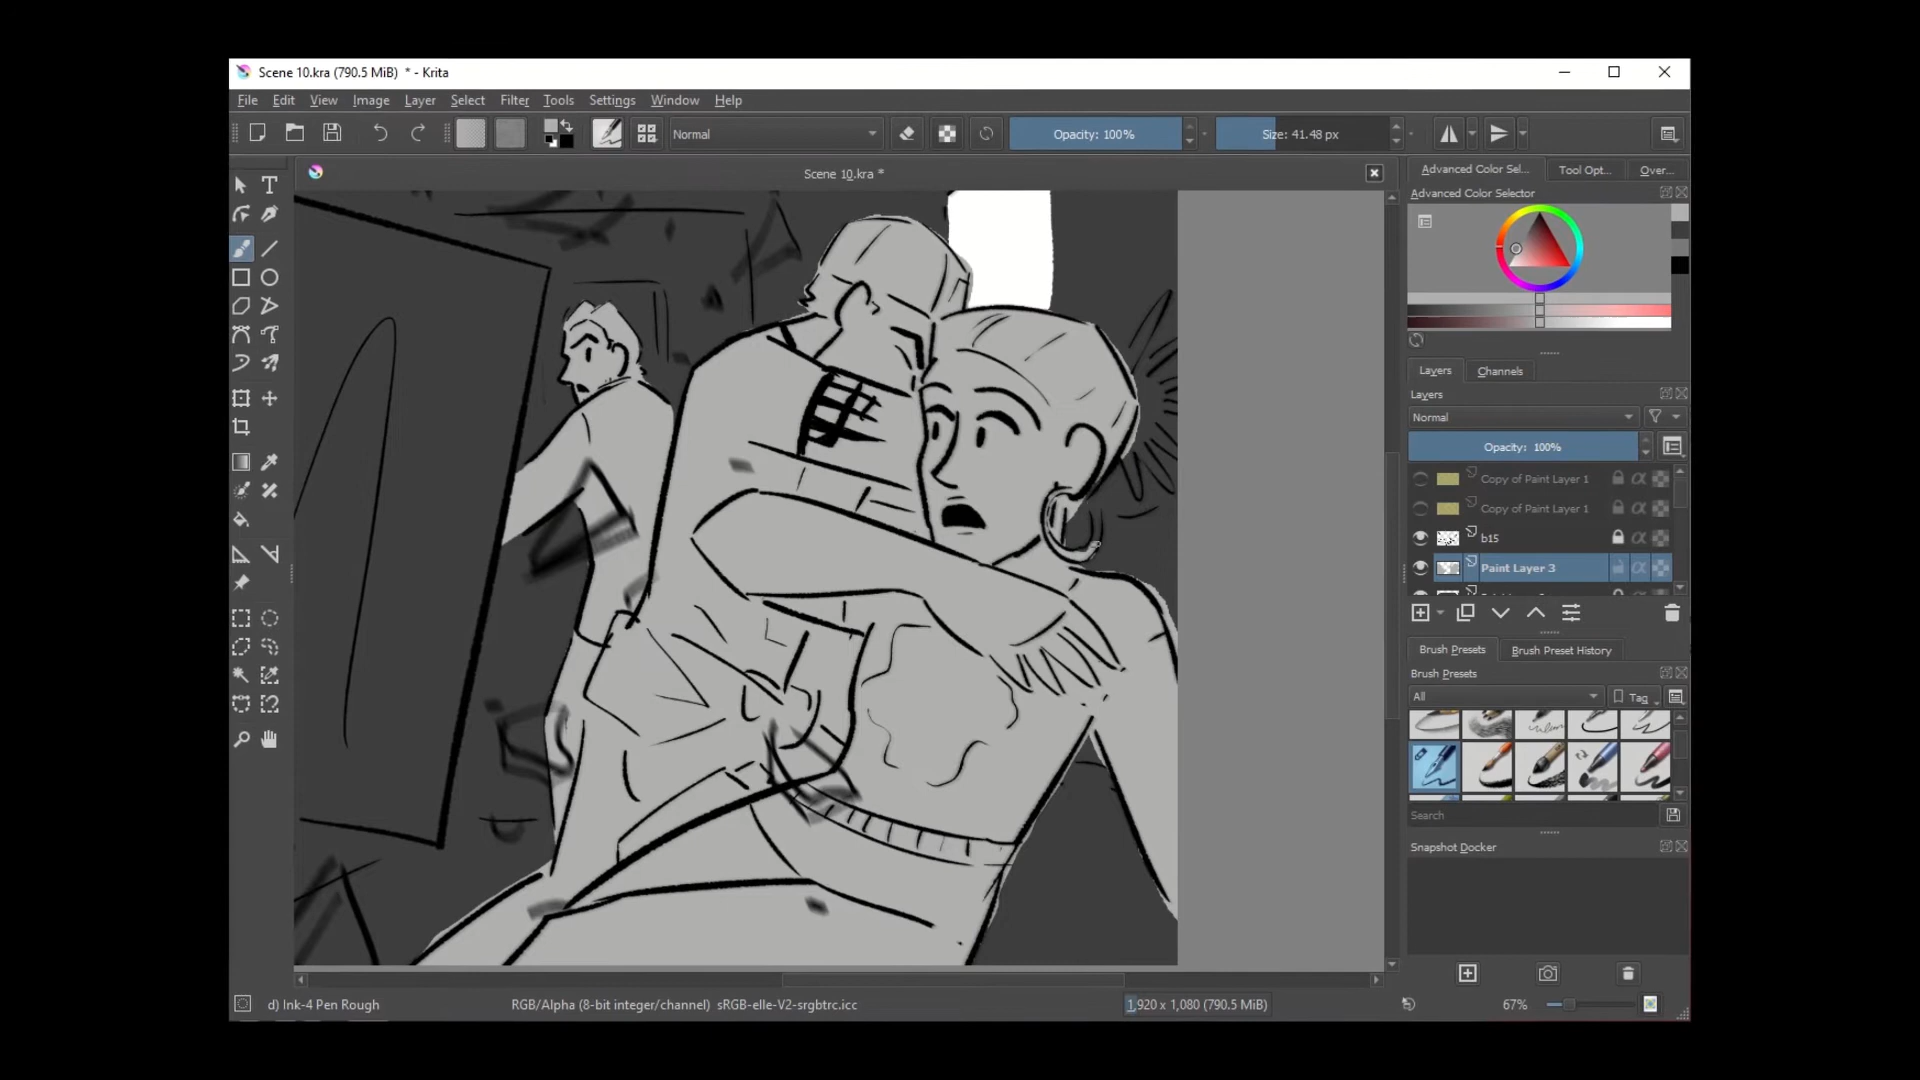 Scene 10.kra (790.5 MiB) * - Krita
File Edit View Image Layer Select Filter Tools Settings Window Help
Normal
Opacity: 100%
Size: 41.48 px
Scene 10.kra *
Advanced Color Sel...
Tool Opt...
Over...
Advanced Color Selector
Layers
Channels
Layers
Normal
Opacity: 100%
Copy of Paint Layer 1
Copy of Paint Layer 1
b15
Paint Layer 3
Brush Presets
Brush Preset History
Brush Presets
All
Tag
Search
Snapshot Docker
d) Ink-4 Pen Rough
RGB/Alpha (8-bit integer/channel) sRGB-elle-V2-srgbtrc.icc
1,920 x 1,080 (790.5 MiB)
67%